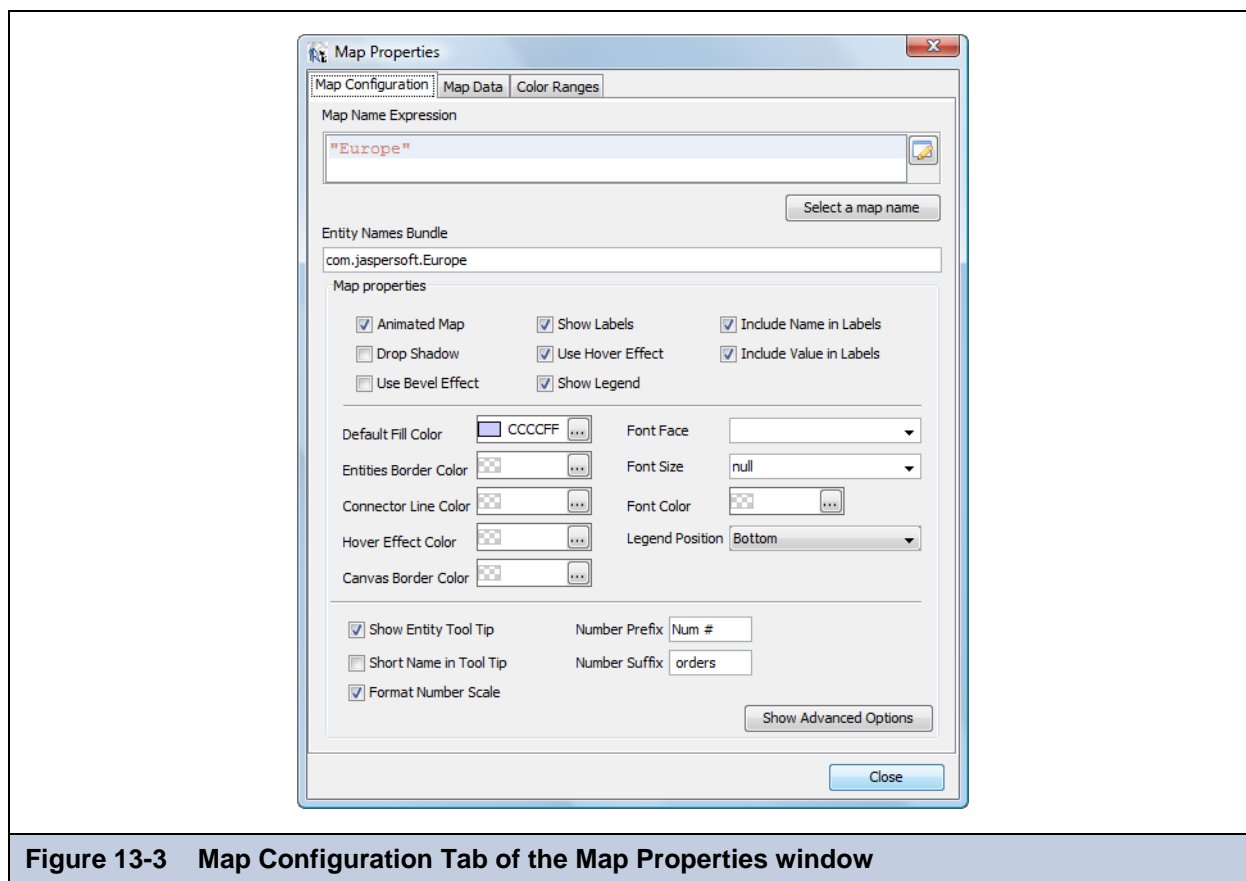 Map Properties
Map Configuration Map Data Color Ranges
Map Name Expression
"Europe"
Select a map name
Entity Names Bundle
com.jaspersoft.Europe
Map properties
Animated Map Show Labels Include Name in Labels
Drop Shadow Use Hover Effect Include Value in Labels
Use Bevel Effect Show Legend
Default Fill Color CCCCFF ... Font Face
Entities Border Color ... Font Size null
Connector Line Color ... Font Color ...
Hover Effect Color ... Legend Position Bottom
Canvas Border Color ...
Show Entity Tool Tip Number Prefix Num #
Short Name in Tool Tip Number Suffix orders
Format Number Scale
Show Advanced Options
Close
Figure 13-3 Map Configuration Tab of the Map Properties window